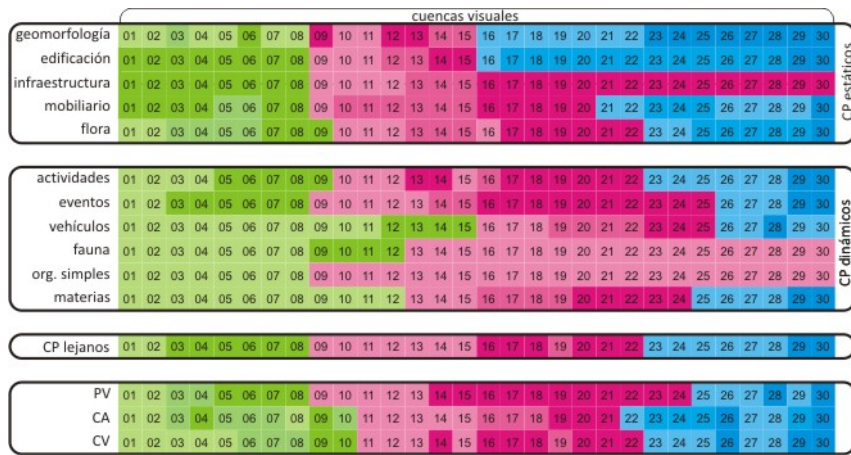 cuencas visuales
geomorfología 01 02 03 04 05 06 07 08 09 10 11 12 13 14 15 16 17 18 19 20 21 22 23 24 25 26 27 28 29 30
edificación 01 02 03 04 05 06 07 08 09 10 11 12 13 14 15 16 17 18 19 20 21 22 23 24 25 26 27 28 29 30
infraestructura 01 02 03 04 05 06 07 08 09 10 11 12 13 14 15 16 17 18 19 20 21 22 23 24 25 26 27 28 29 30
mobiliario 01 02 03 04 05 06 07 08 09 10 11 12 13 14 15 16 17 18 19 20 21 22 23 24 25 26 27 28 29 30
flora 01 02 03 04 05 06 07 08 09 10 11 12 13 14 15 16 17 18 19 20 21 22 23 24 25 26 27 28 29 30
CP estáticos
actividades 01 02 03 04 05 06 07 08 09 10 11 12 13 14 15 16 17 18 19 20 21 22 23 24 25 26 27 28 29 30
eventos 01 02 03 04 05 06 07 08 09 10 11 12 13 14 15 16 17 18 19 20 21 22 23 24 25 26 27 28 29 30
vehículos 01 02 03 04 05 06 07 08 09 10 11 12 13 14 15 16 17 18 19 20 21 22 23 24 25 26 27 28 29 30
fauna 01 02 03 04 05 06 07 08 09 10 11 12 13 14 15 16 17 18 19 20 21 22 23 24 25 26 27 28 29 30
org. simples 01 02 03 04 05 06 07 08 09 10 11 12 13 14 15 16 17 18 19 20 21 22 23 24 25 26 27 28 29 30
materias 01 02 03 04 05 06 07 08 09 10 11 12 13 14 15 16 17 18 19 20 21 22 23 24 25 26 27 28 29 30
CP dinámicos
CP lejanos 01 02 03 04 05 06 07 08 09 10 11 12 13 14 15 16 17 18 19 20 21 22 23 24 25 26 27 28 29 30
PV 01 02 03 04 05 06 07 08 09 10 11 12 13 14 15 16 17 18 19 20 21 22 23 24 25 26 27 28 29 30
CA 01 02 03 04 05 06 07 08 09 10 11 12 13 14 15 16 17 18 19 20 21 22 23 24 25 26 27 28 29 30
CV 01 02 03 04 05 06 07 08 09 10 11 12 13 14 15 16 17 18 19 20 21 22 23 24 25 26 27 28 29 30